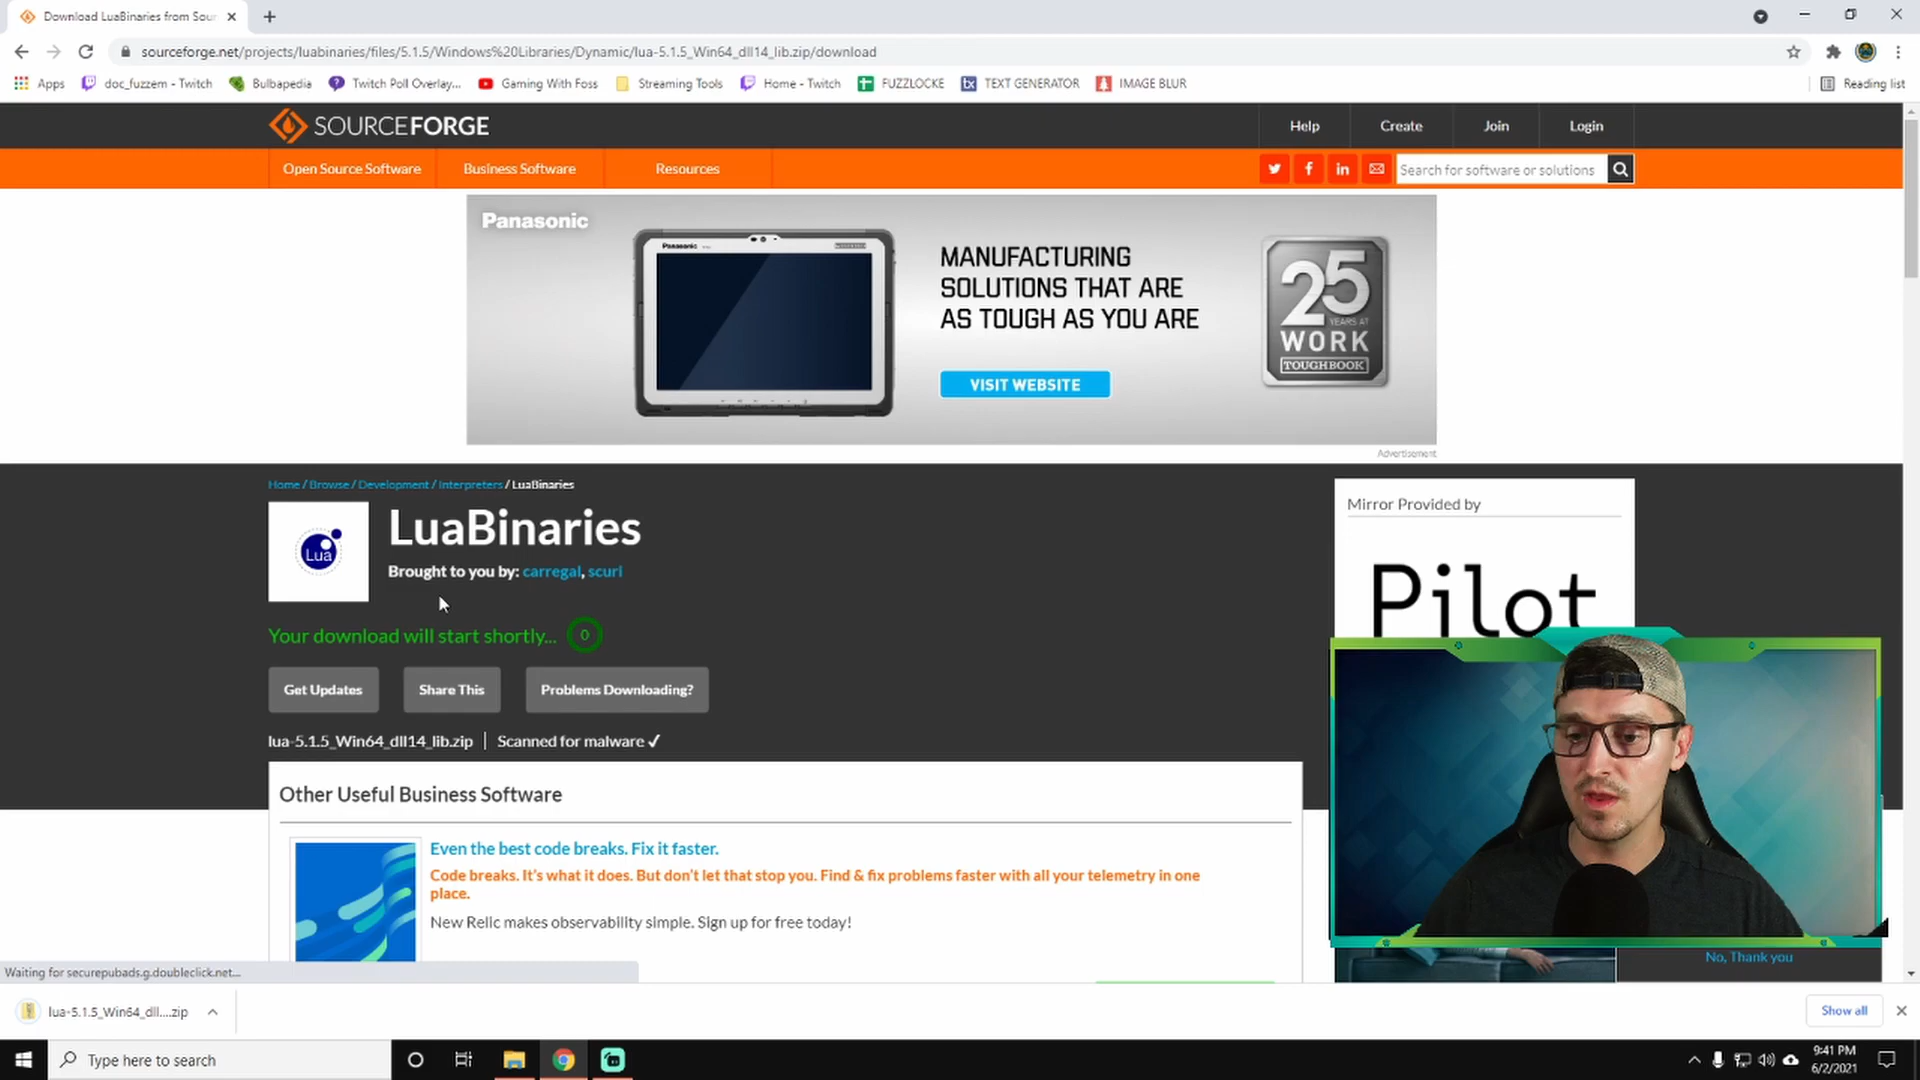 Download LuaBinaries from Sour
sourceforge.net/projects/luabinaries/files/5.1.5/Windows%20Libraries/Dynamic/lua-5.1.5_Win64_dll14_lib.zip/download
Apps
doc_fuzzem - Twitch
Bulbapedia
Twitch Poll Overlay...
Gaming With Foss
Streaming Tools
Home - Twitch
FUZZLOCKE
bx
TEXT GENERATOR
IMAGE BLUR
Reading list
SOURCEFORGE
Help
Create
Join
Login
Open Source Software
Business Software
Resources
Search for software or solutions
Panasonic
Panasonic
MANUFACTURING
SOLUTIONS THAT ARE
AS TOUGH AS YOU ARE
VISIT WEBSITE
25
YEARS AT
WORK
TOUGHBOOK
Advertisement
Home / Browse / Development / Interpreters / LuaBinaries
Lua
LuaBinaries
Brought to you by: carregal, scuri
Mirror Provided by
Pilot
Your download will start shortly... 0
Get Updates
Share This
Problems Downloading?
lua-5.1.5_Win64_dll14_lib.zip | Scanned for malware ✓
Other Useful Business Software
Even the best code breaks. Fix it faster.
Code breaks. It's what it does. But don't let that stop you. Find & fix problems faster with all your telemetry in one
place.
New Relic makes observability simple. Sign up for free today!
No, Thank you
Waiting for securepubads.g.doubleclick.net...
lua-5.1.5_Win64_dll....zip
Show all
Type here to search
9:41 PM
6/2/2021